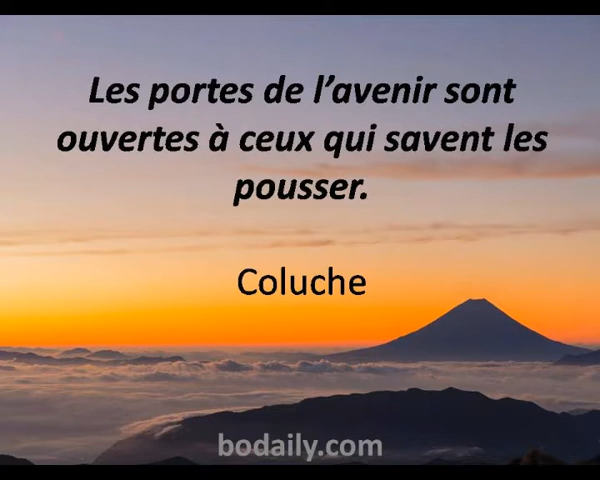 Les portes de l’avenir sont
ouvertes à ceux qui savent les
pousser.
Coluche
bodaily.com